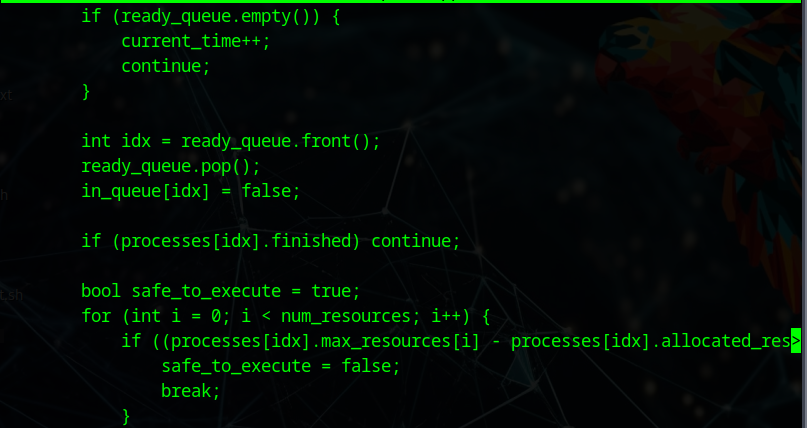 if (ready_queue.empty()) {
current_time++;
continue;
}
int idx = ready_queue.front();
ready_queue.pop();
in_queue[idx] = false;
if (processes[idx].finished) continue;
bool safe_to_execute = true;
for (int i = 0; i < num_resources; i++) {
if ((processes[idx].max_resources[i] - processes[idx].allocated_res>
safe_to_execute = false;
break;
}